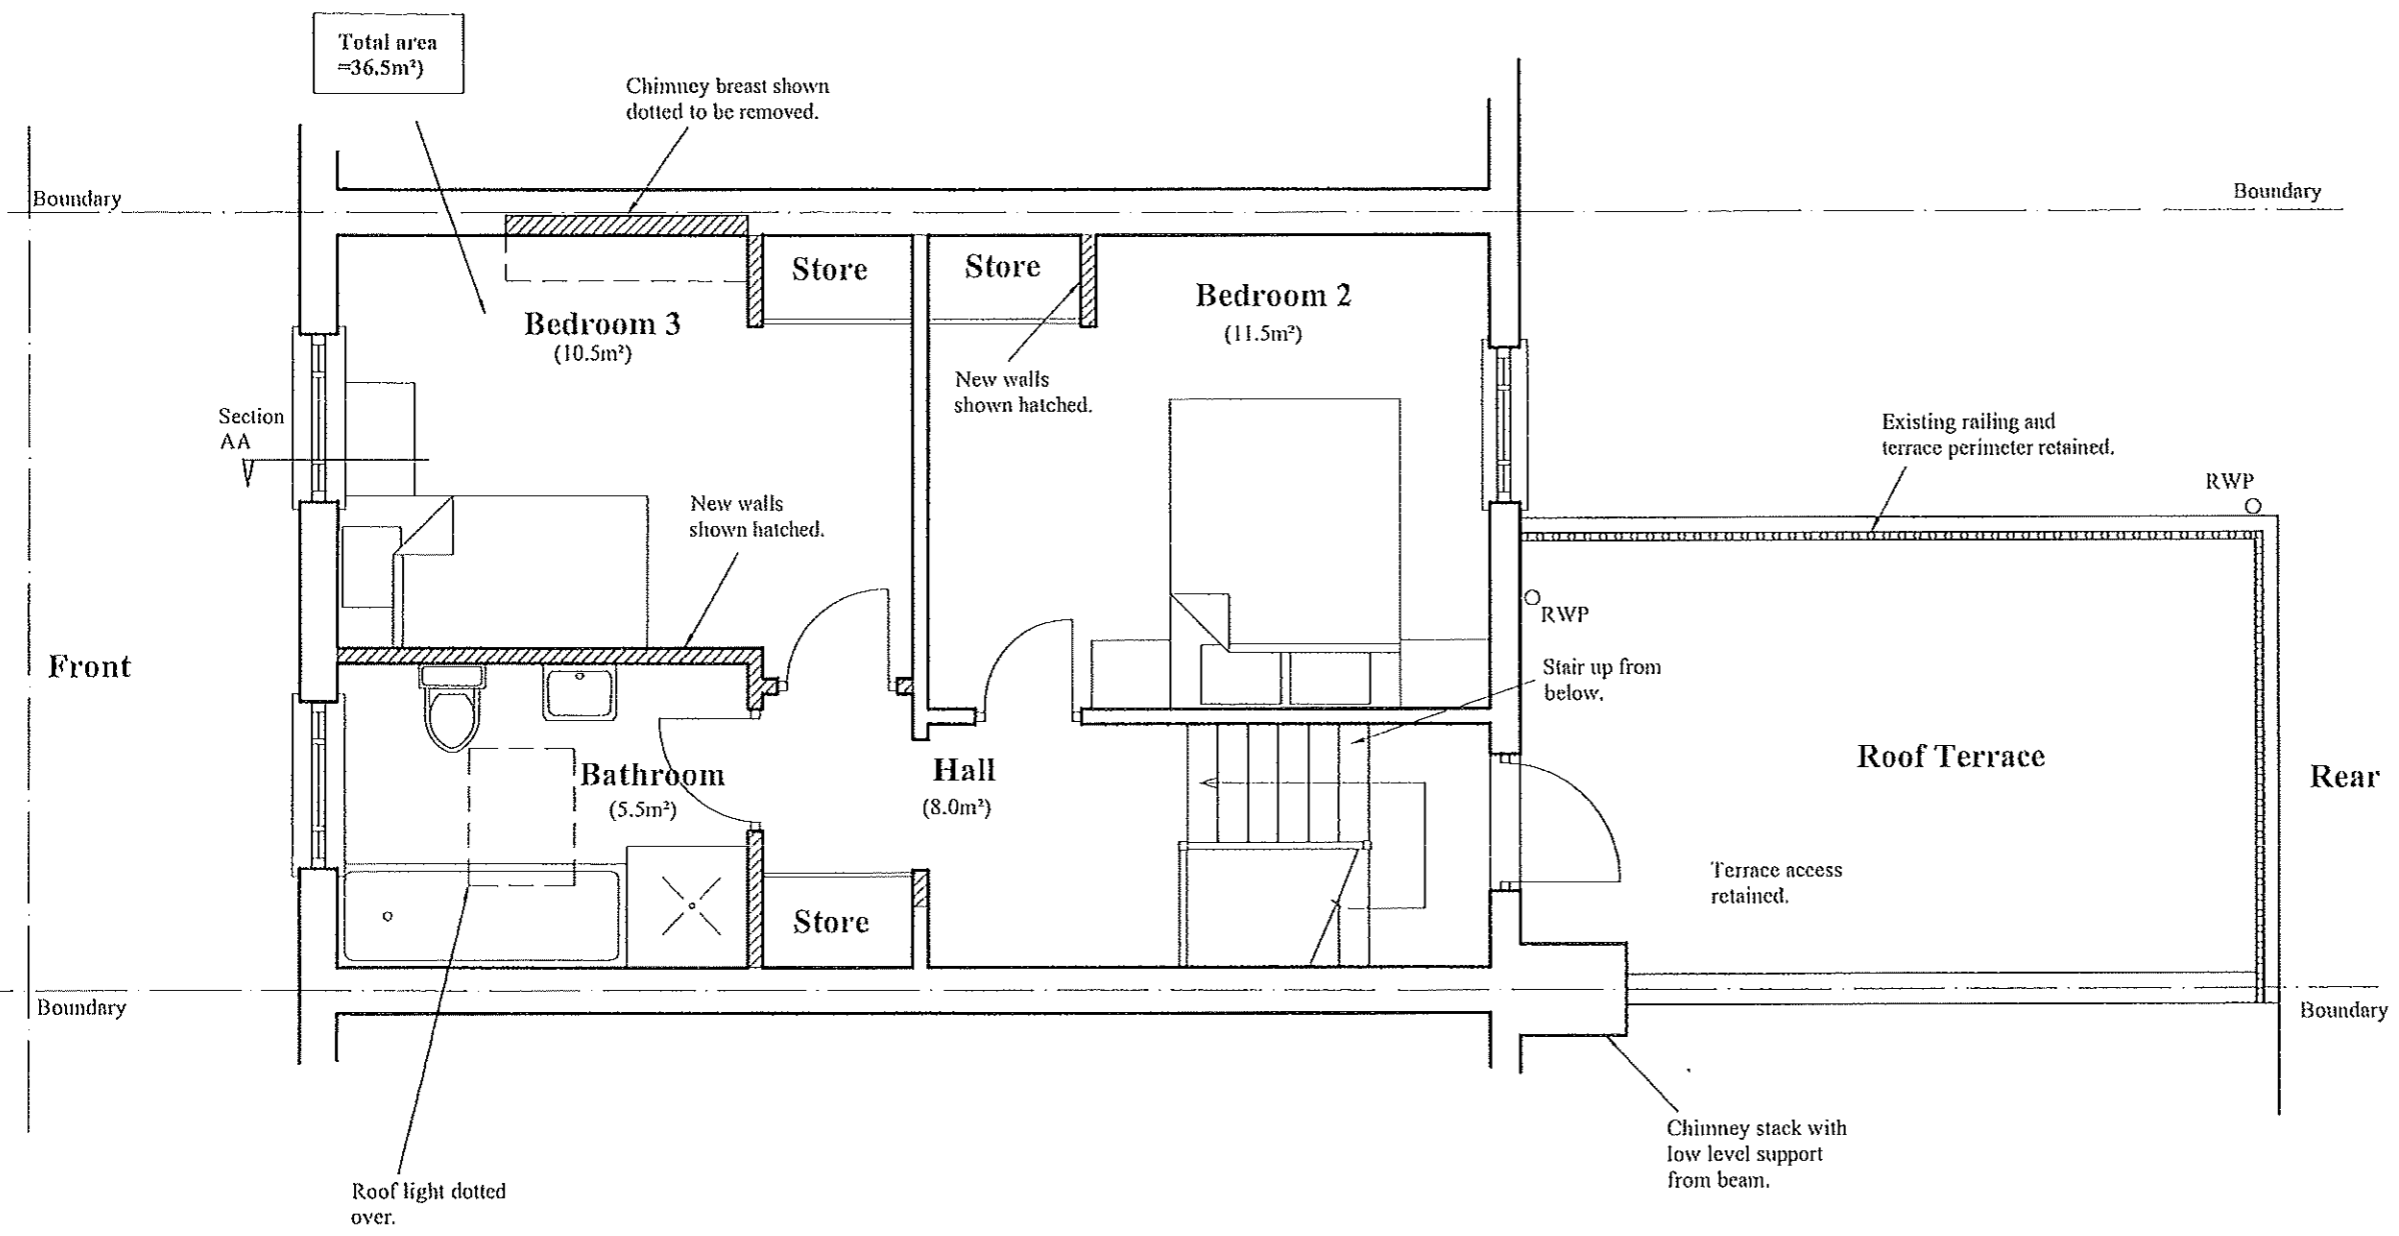 Total area
=36.5m²)
Chimney breast shown
dotted to be removed.
Boundary
Boundary
Store
Store
Bedroom 3
(10.5m²)
Bedroom 2
(11.5m²)
New walls
shown hatched.
Section
AA
Existing railing and
terrace perimeter retained.
RWP
New walls
shown hatched.
RWP
Front
Stair up from
below.
Bathroom
(5.5m²)
Hall
(8.0m²)
Roof Terrace
Rear
Terrace access
retained.
Store
Boundary
Boundary
Chimney stack with
low level support
from beam.
Roof light dotted
over.